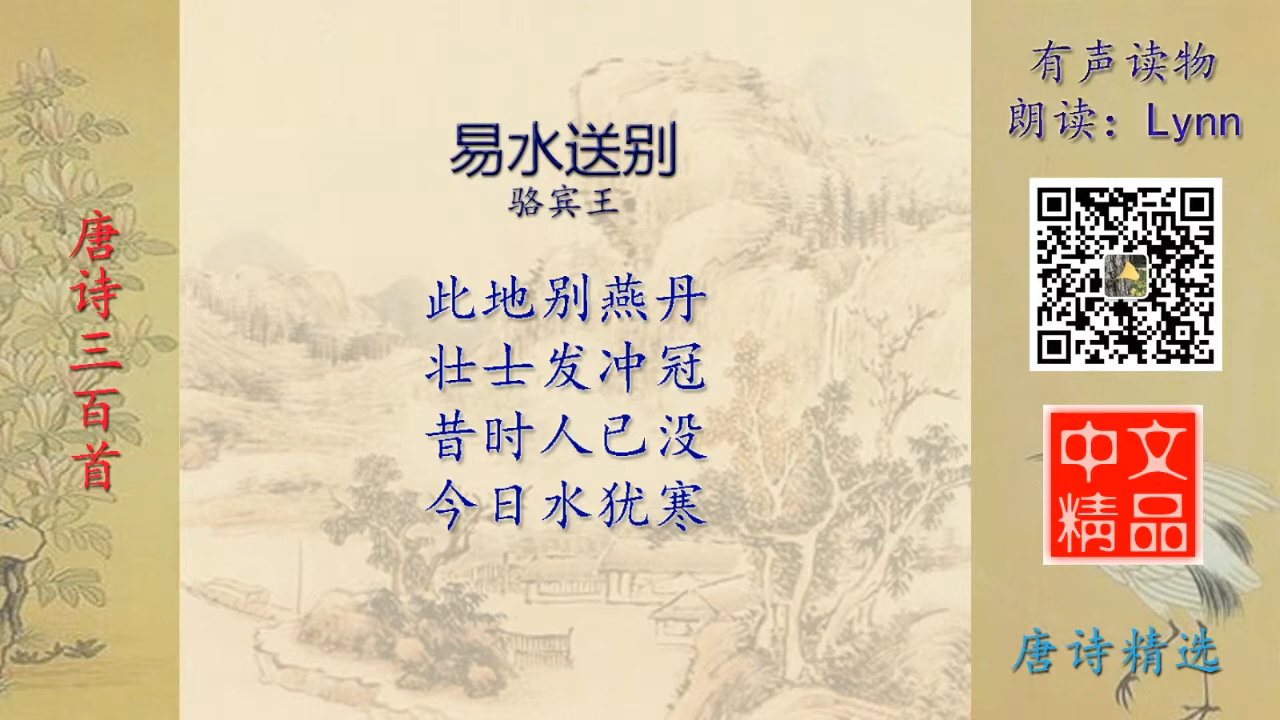 唐诗三百首
易水送别
骆宾王
此地别燕丹
壮士发冲冠
昔时人已没
今日水犹寒
有声读物
朗读：Lynn
中文
精品
唐诗精选